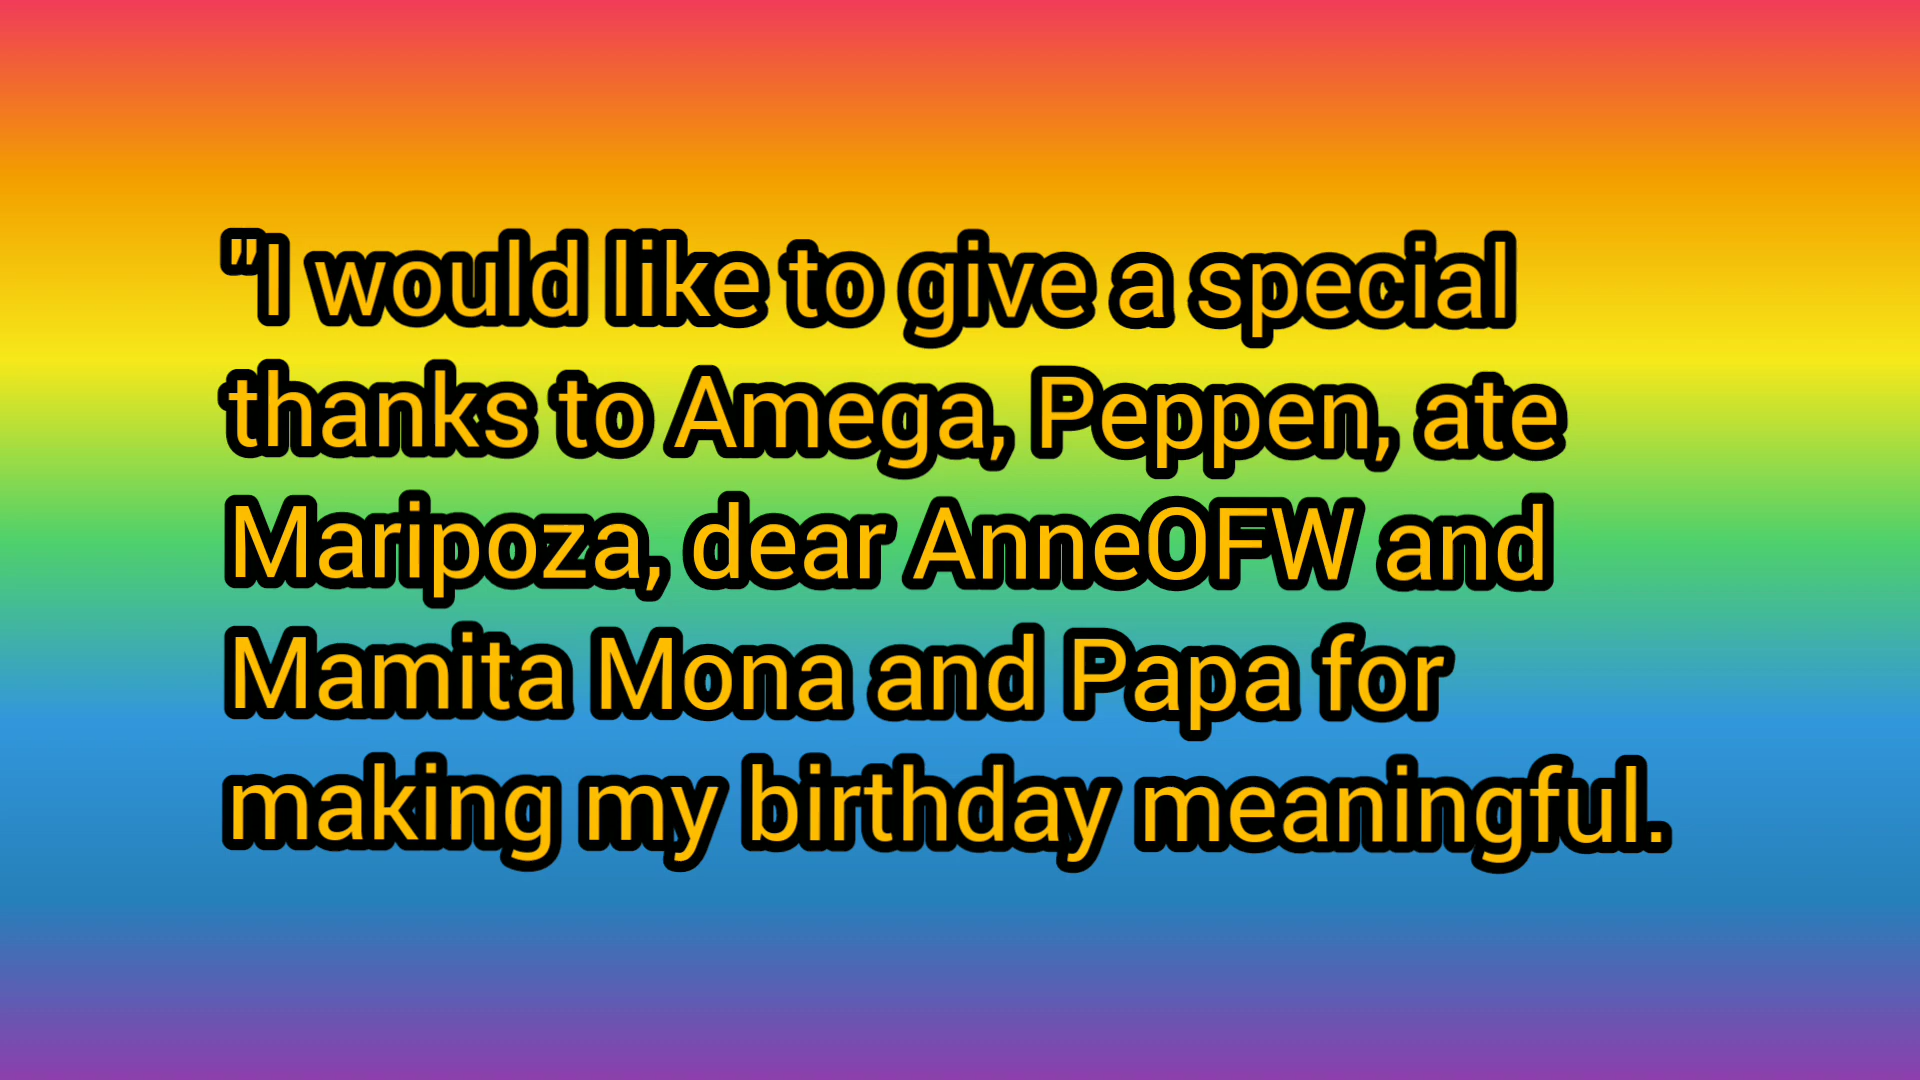 "I would like to give a special
thanks to Amega, Peppen, ate
Maripoza, dear AnneOFW and
Mamita Mona and Papa for
making my birthday meaningful.